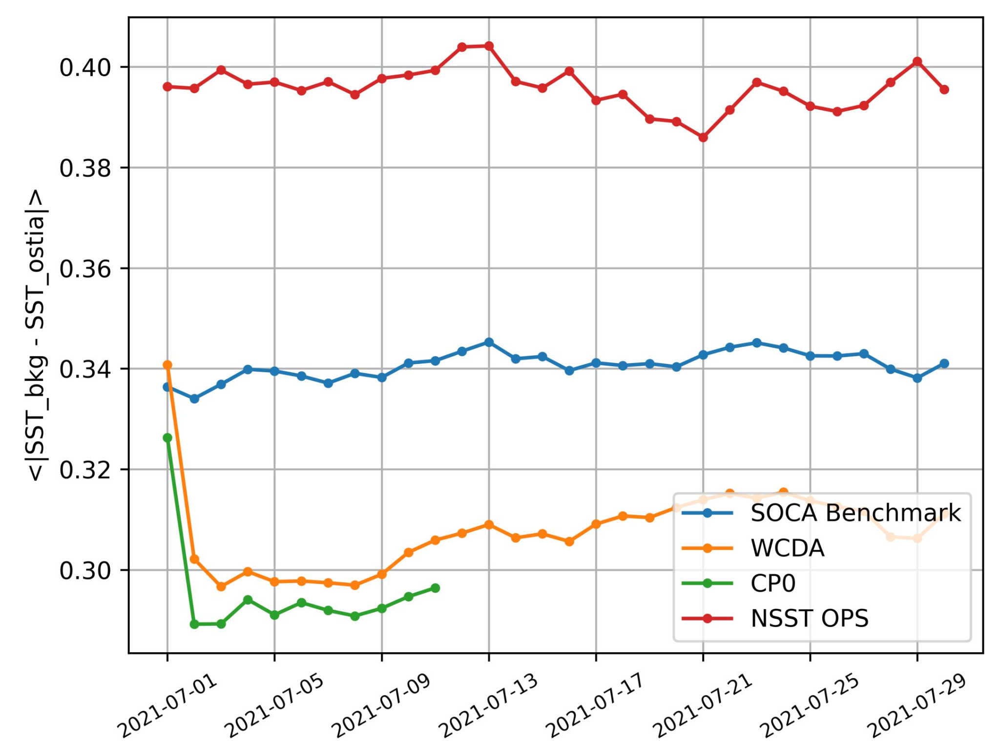 <|SST_bkg - SST_ostia|>
0.40
0.38
0.36
0.34
0.32
0.30
SOCA Benchmark
WCDA
CP0
NSST OPS
2021-07-01
2021-07-05
2021-07-09
2021-07-13
2021-07-17
2021-07-21
2021-07-25
2021-07-29